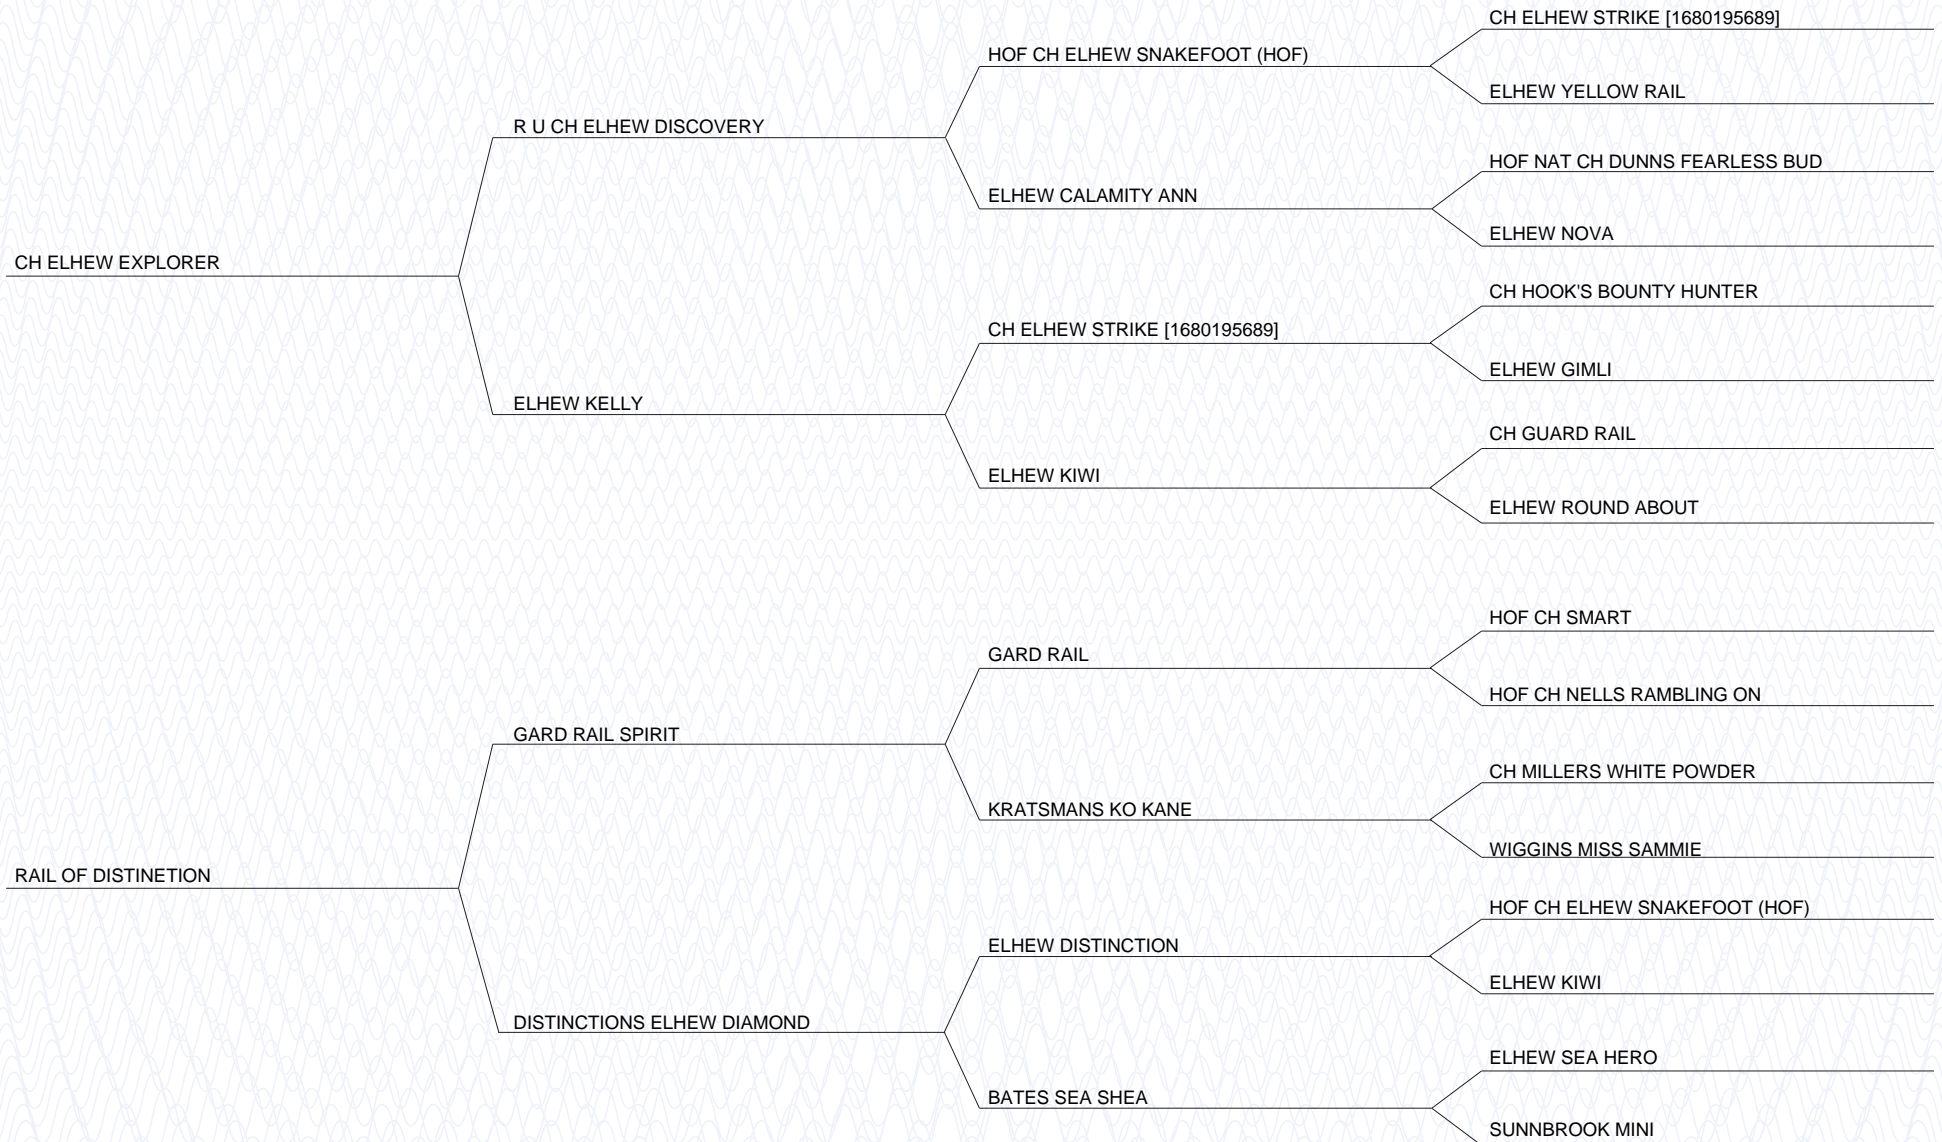 CH ELHEW STRIKE [1680195689]
HOF CH ELHEW SNAKEFOOT (HOF)
ELHEW YELLOW RAIL
R U CH ELHEW DISCOVERY
HOF NAT CH DUNNS FEARLESS BUD
ELHEW CALAMITY ANN
ELHEW NOVA
CH ELHEW EXPLORER
CH HOOK'S BOUNTY HUNTER
CH ELHEW STRIKE [1680195689]
ELHEW GIMLI
ELHEW KELLY
CH GUARD RAIL
ELHEW KIWI
ELHEW ROUND ABOUT
HOF CH SMART
GARD RAIL
HOF CH NELLS RAMBLING ON
GARD RAIL SPIRIT
CH MILLERS WHITE POWDER
KRATSMANS KO KANE
WIGGINS MISS SAMMIE
RAIL OF DISTINETION
HOF CH ELHEW SNAKEFOOT (HOF)
ELHEW DISTINCTION
ELHEW KIWI
DISTINCTIONS ELHEW DIAMOND
ELHEW SEA HERO
BATES SEA SHEA
SUNNBROOK MINI